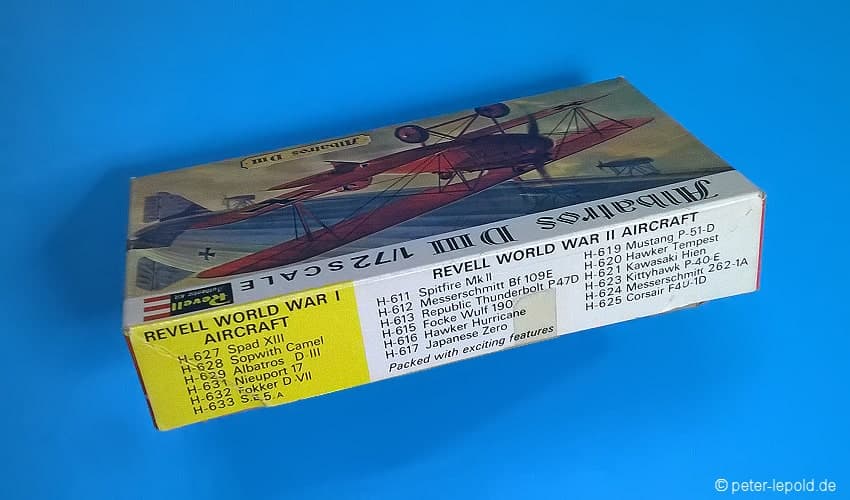 Albatros D III
Albatros D III 1/72 SCALE
Revell
Authentic Kit
REVELL WORLD WAR I
AIRCRAFT
H-627 Spad XIII
H-628 Sopwith Camel
H-629 Albatros D-III
H-631 Nieuport 17
H-632 Fokker D-VII
H-633 S.E.5.A
REVELL WORLD WAR II AIRCRAFT
H-611 Spitfire Mk II
H-612 Messerschmitt Bf 109E
H-613 Republic Thunderbolt P47D
H-615 Focke Wulf 190
H-616 Hawker Hurricane
H-617 Japanese Zero
Packed with exciting features
H-619 Mustang P-51-D
H-620 Hawker Tempest
H-621 Kawasaki Hien
H-623 Kittyhawk P-40-E
H-624 Messerschmitt 262-1A
H-625 Corsair F4U-1D
© peter-lepold.de